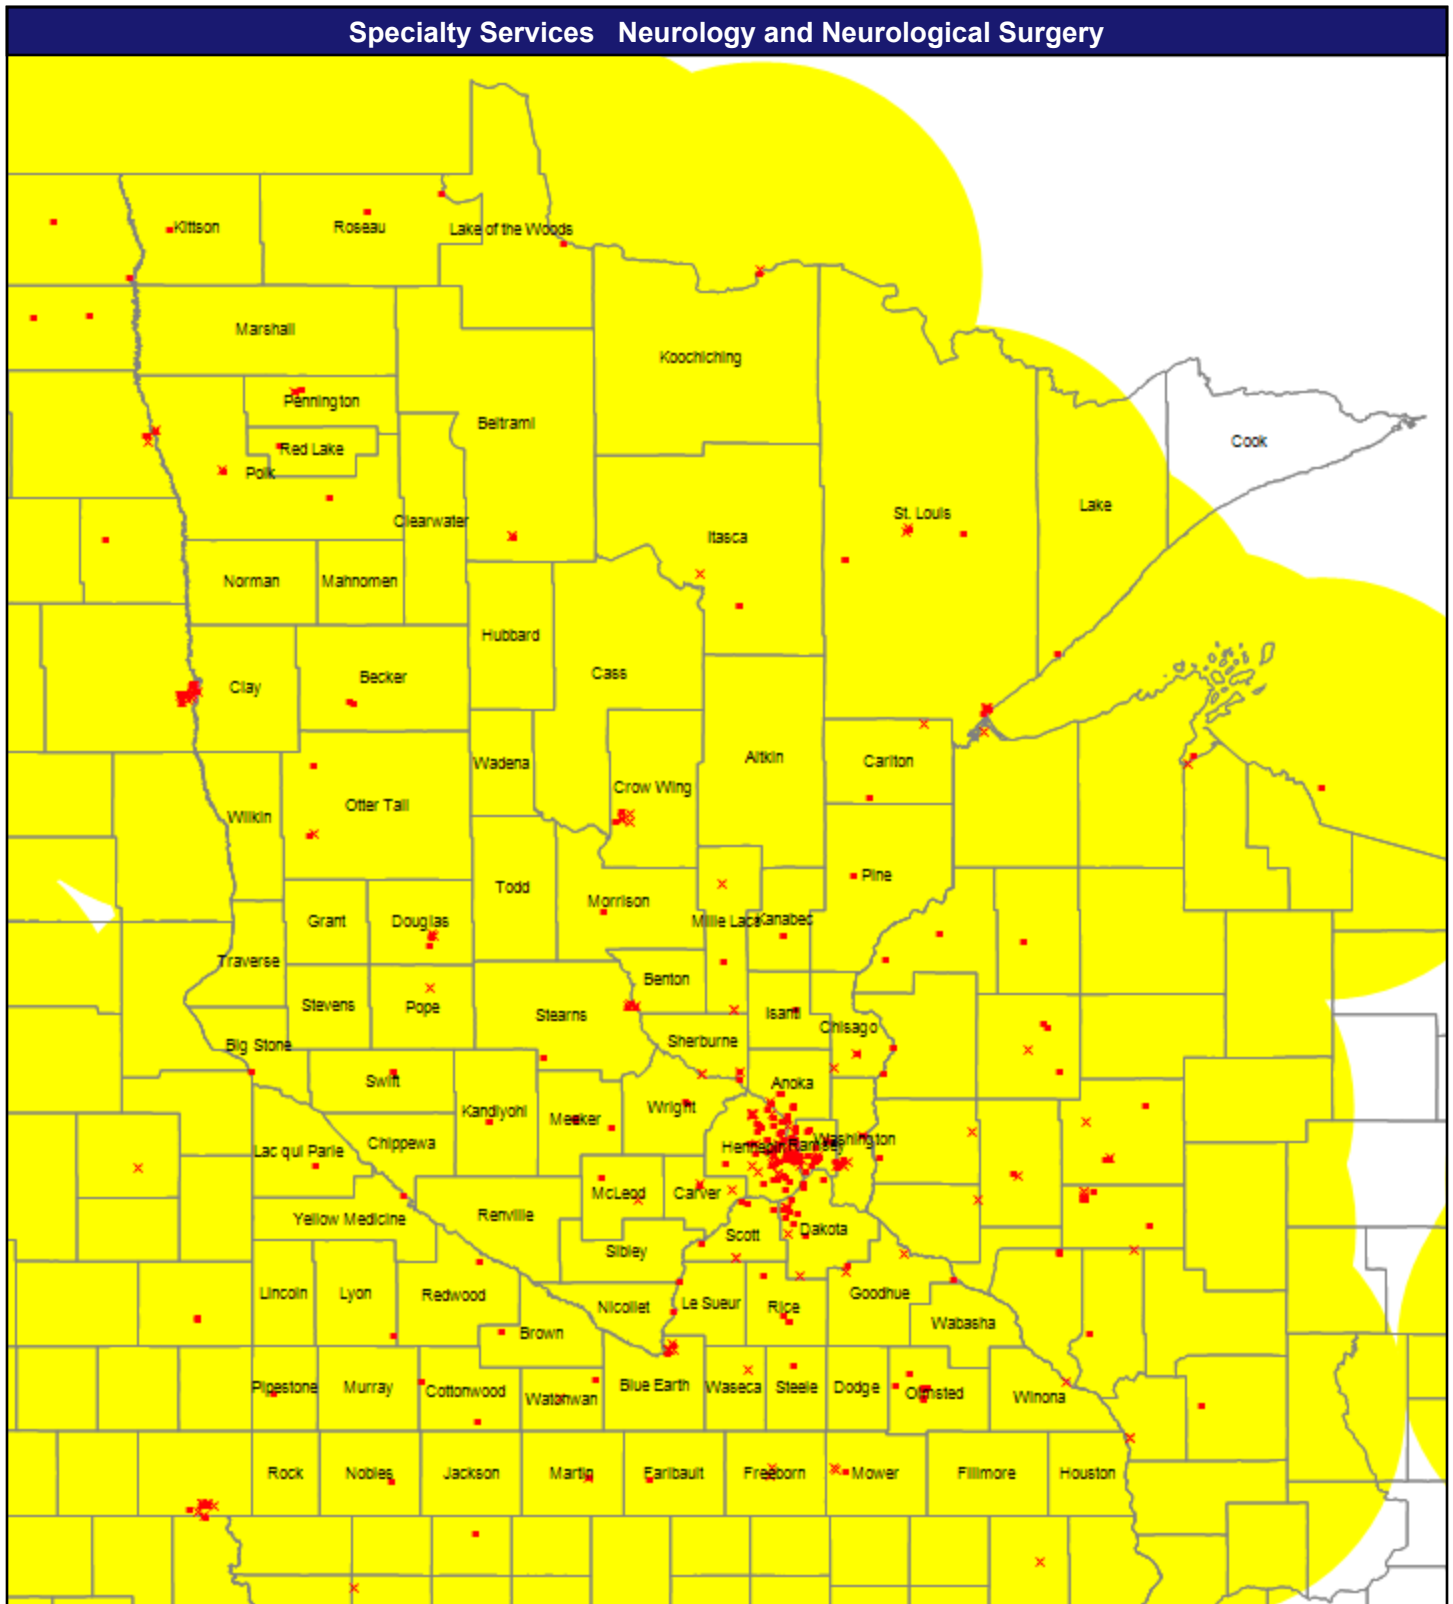 Specialty Services Neurology and Neurological Surgery
Kittson
Roseau
Lake of the Woods
Marshall
Koochiching
Pennington
Beltrami
Cook
Red Lake
Polk
Lake
St. Louis
Clearwater
Itasca
Norman
Mahnomen
Hubbard
Cass
Becker
Clay
Aitkin
Carlton
Wadena
Crow Wing
Otter Tail
Wilkin
Pine
Todd
Morrison
Grant
Douglas
Mille Lacs
Kanabec
Traverse
Benton
Stevens
Pope
Stearns
Isanti
Chisago
Sherburne
Big Stone
Swift
Anoka
Wright
Kandiyohi
Meeker
Chippewa
Washington
Hennepin
Ramsey
Lac qui Parle
McLeod
Carver
Renville
Yellow Medicine
Dakota
Scott
Sibley
Lincoln
Lyon
Redwood
Goodhue
Le Sueur
Nicollet
Rice
Wabasha
Brown
Pipestone
Murray
Cottonwood
Watonwan
Blue Earth
Waseca
Steele
Dodge
Olmsted
Winona
Rock
Nobles
Jackson
Martin
Faribault
Freeborn
Mower
Fillmore
Houston